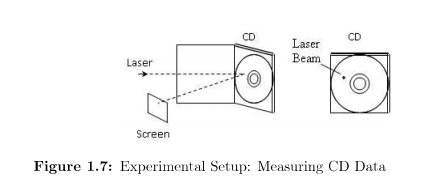 CD
Laser
Screen
CD
Laser
Beam
Figure 1.7: Experimental Setup: Measuring CD Data